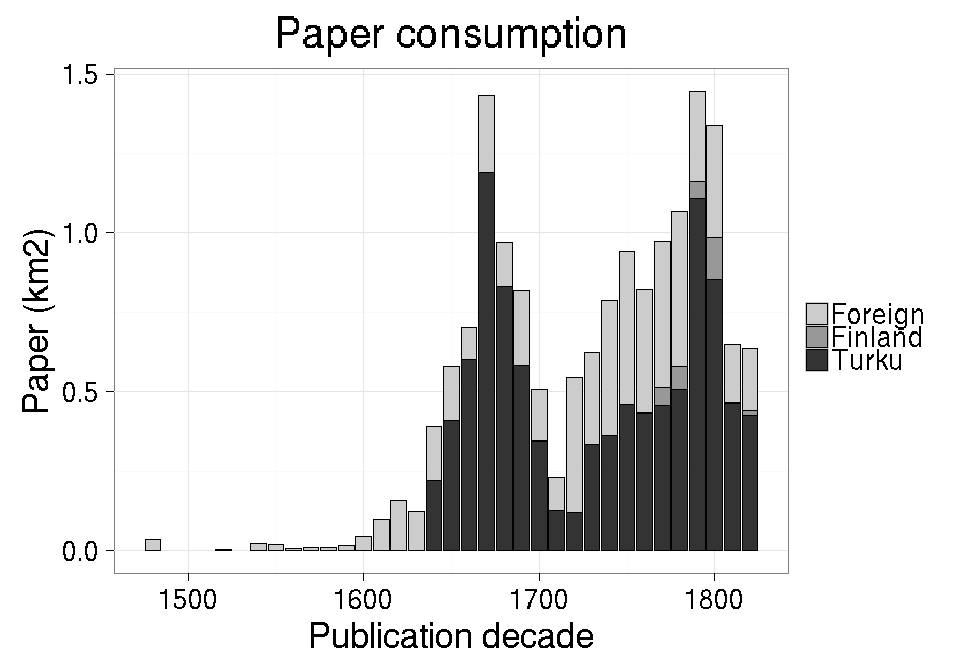 Paper consumption
1.5
1.0
0.5
0.0
Paper (km2)
1500 1600 1700 1800
Publication decade
Foreign
Finland
Turku